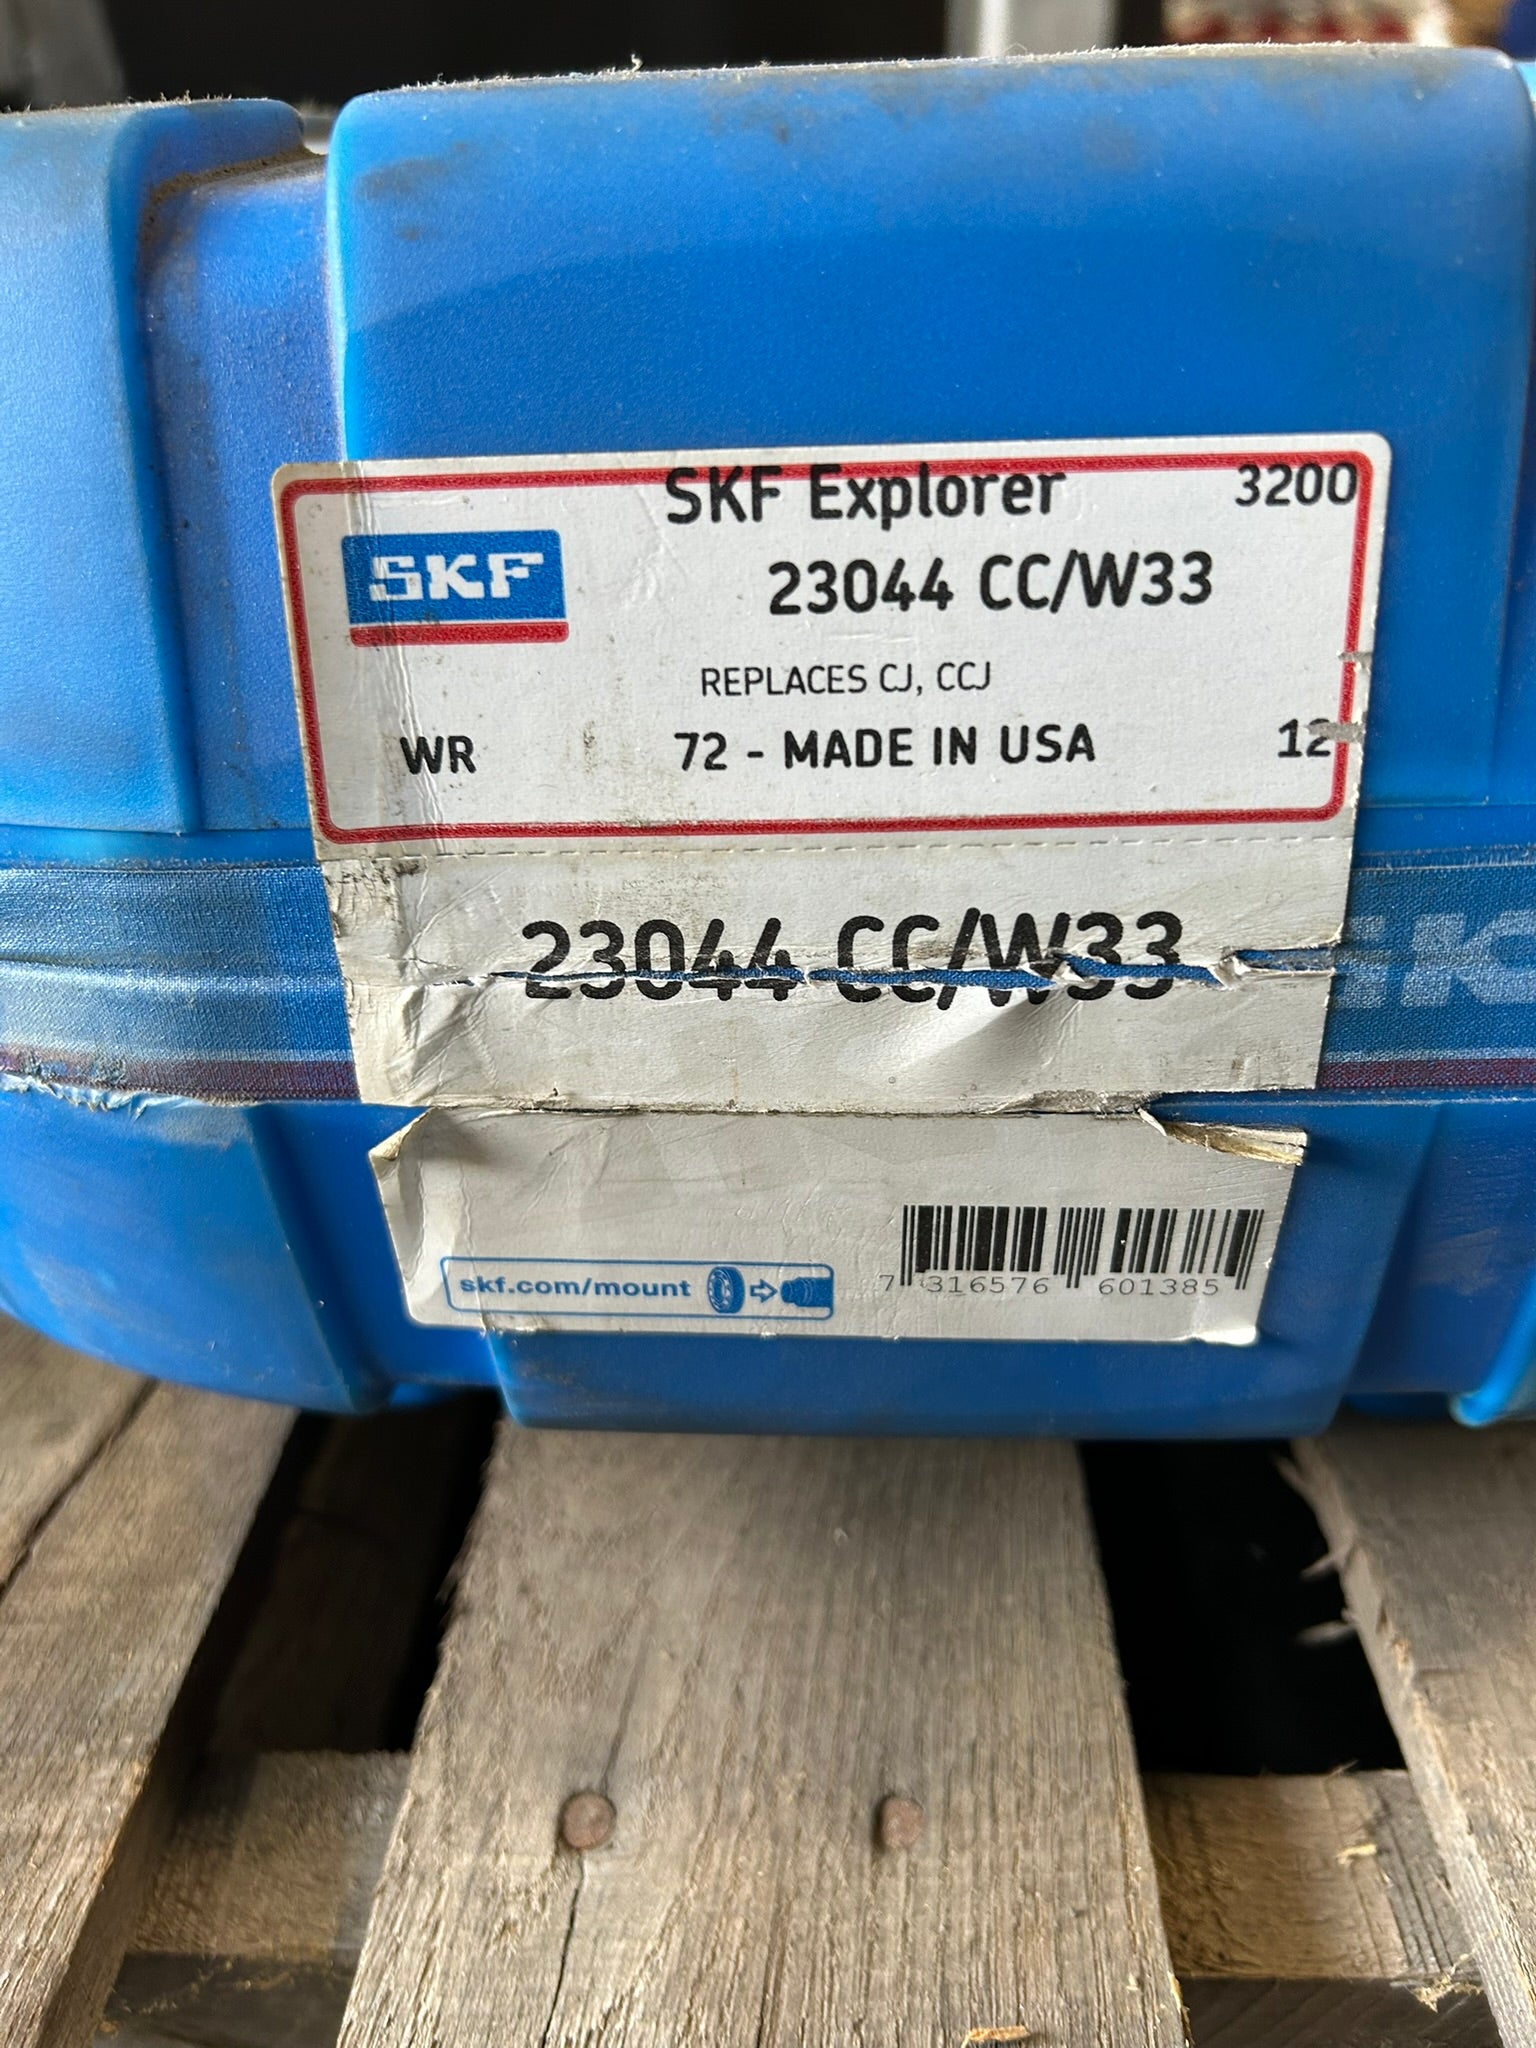 SKF Explorer 3200
SKF
23044 CC/W33
REPLACES CJ, CCJ
WR 72 - MADE IN USA 12
23044 CC/W33
skf.com/mount
7 316576 601385